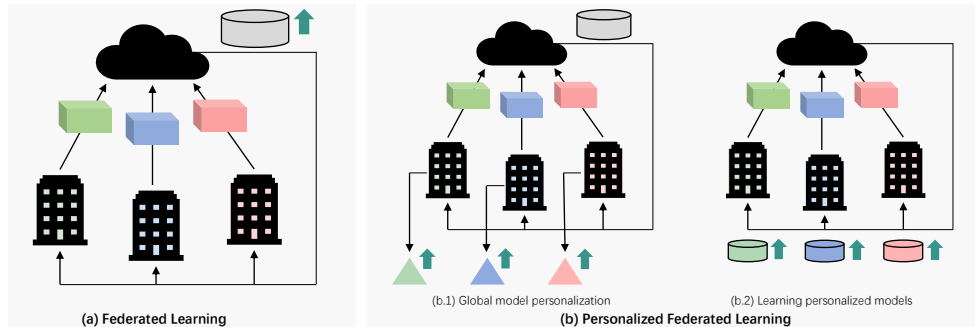 (b.1) Global model personalization
(b.2) Learning personalized models
(a) Federated Learning
(b) Personalized Federated Learning